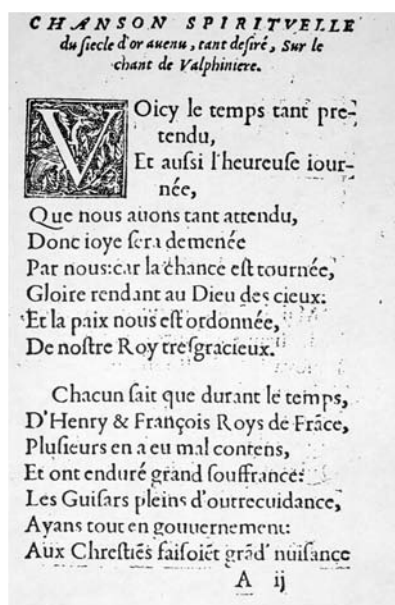 CHANSON SPIRITVELLE
du siecle d'or auenu, tant desiré, Sur le
chant de Valphiniere.
VOicy le temps tant pre-
tendu,
Et aussi l'heureuse iour-
née,
Que nous auons tant attendu,
Donc ioye sera demenée
Par nous:car la chance est tournée,
Gloire rendant au Dieu des cieux:
Et la paix nous est ordonnée,
De nostre Roy tresgracieux.
Chacun sait que durant le temps,
D'Henry & François Roys de Frãce,
Plusieurs en a eu mal contens,
Et ont enduré grand souffrance:
Les Guisars pleins d'outrecuidance,
Ayans tout en gouuernement:
Aux Chrestiẽs faisoiẽt grãd' nuisance
A ij